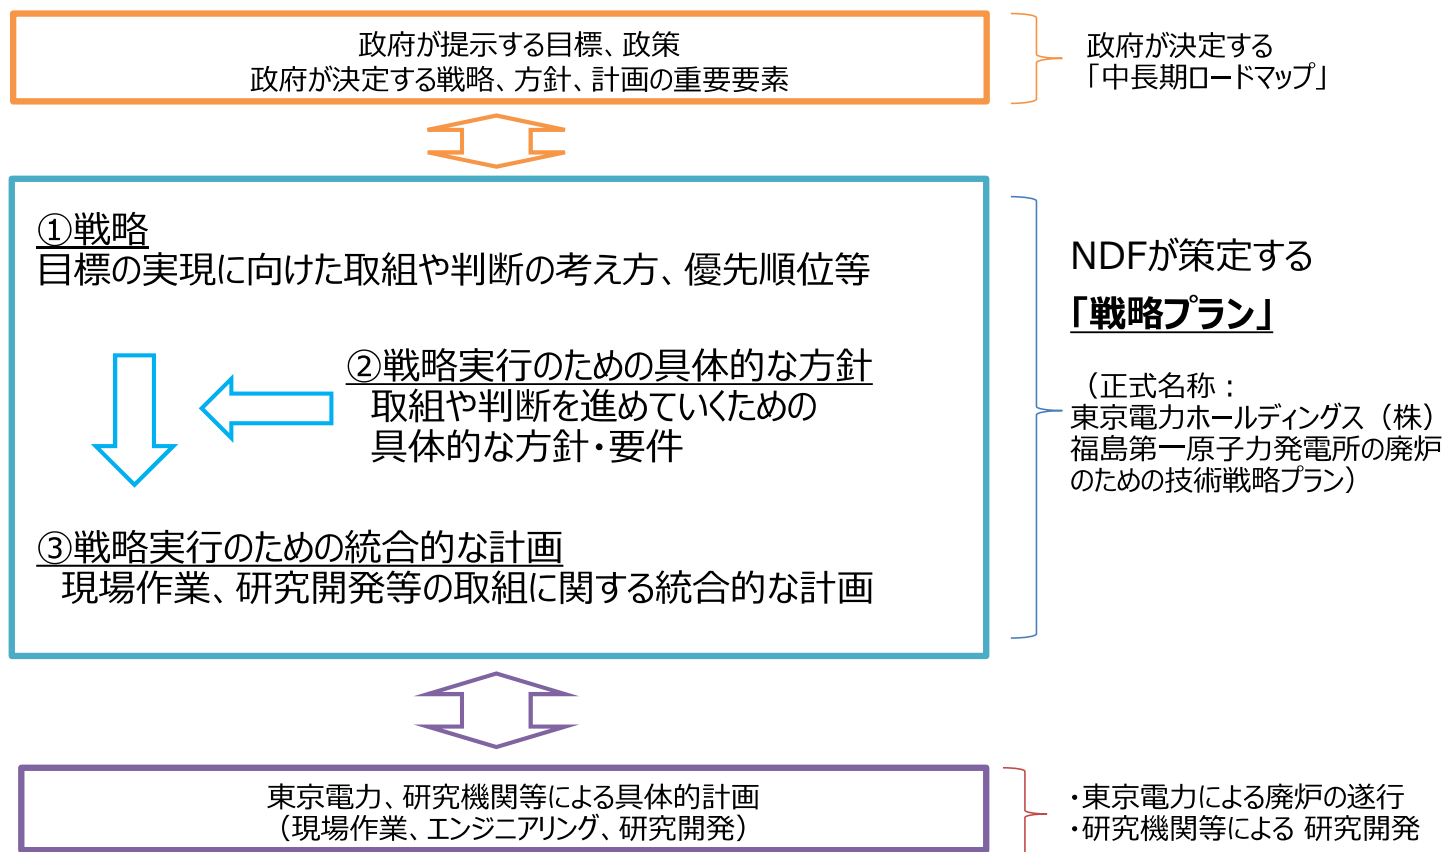 政府が提示する目標、政策
政府が決定する戦略、方針、計画の重要要素
政府が決定する
「中長期ロードマップ」
①戦略
目標の実現に向けた取組や判断の考え方、優先順位等
②戦略実行のための具体的な方針
取組や判断を進めていくための
具体的な方針・要件
③戦略実行のための統合的な計画
現場作業、研究開発等の取組に関する統合的な計画
NDFが策定する
「戦略プラン」
（正式名称：
東京電力ホールディングス（株）
福島第一原子力発電所の廃炉
のための技術戦略プラン）
東京電力、研究機関等による具体的計画
（現場作業、エンジニアリング、研究開発）
・東京電力による廃炉の遂行
・研究機関等による 研究開発